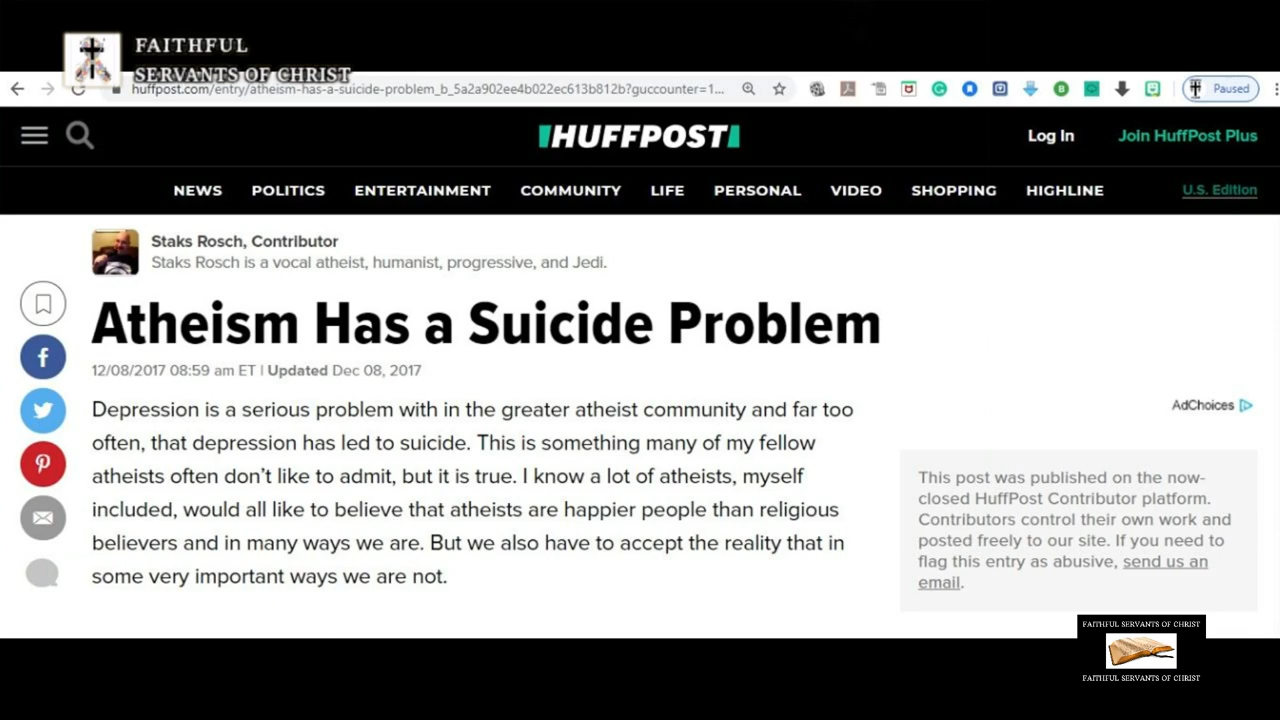 FAITHFUL
SERVANTS OF CHRIST
huffpost.com/entry/atheism-has-a-suicide-problem_b_5a2a902ee4b022ec613b812b?guccounter=1...
Paused
HUFFPOST
Log In
Join HuffPost Plus
NEWS POLITICS ENTERTAINMENT COMMUNITY LIFE PERSONAL VIDEO SHOPPING HIGHLINE
U.S. Edition
Staks Rosch, Contributor
Staks Rosch is a vocal atheist, humanist, progressive, and Jedi.
Atheism Has a Suicide Problem
12/08/2017 08:59 am ET | Updated Dec 08, 2017
Depression is a serious problem with in the greater atheist community and far too
often, that depression has led to suicide. This is something many of my fellow
atheists often don't like to admit, but it is true. I know a lot of atheists, myself
included, would all like to believe that atheists are happier people than religious
believers and in many ways we are. But we also have to accept the reality that in
some very important ways we are not.
AdChoices
This post was published on the now-
closed HuffPost Contributor platform.
Contributors control their own work and
posted freely to our site. If you need to
flag this entry as abusive, send us an
email.
FAITHFUL SERVANTS OF CHRIST
FAITHFUL SERVANTS OF CHRIST